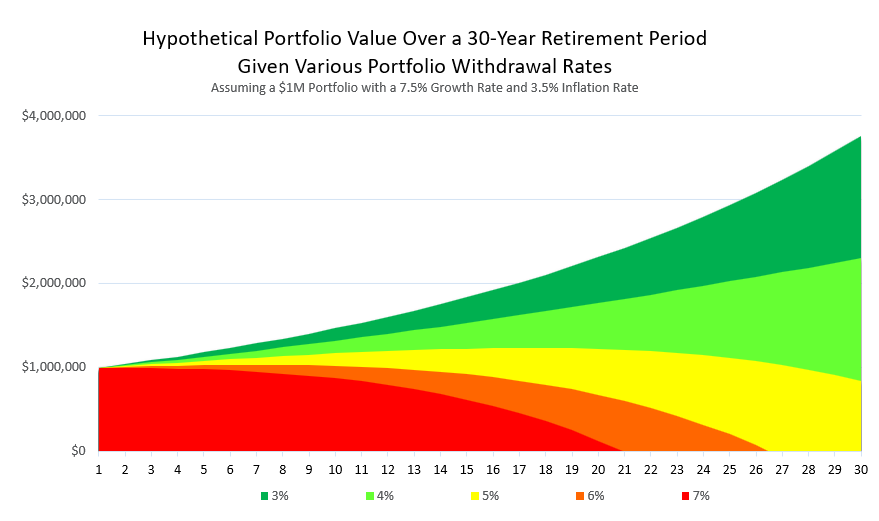 Hypothetical Portfolio Value Over a 30-Year Retirement Period
Given Various Portfolio Withdrawal Rates
Assuming a $1M Portfolio with a 7.5% Growth Rate and 3.5% Inflation Rate
$4,000,000
$3,000,000
$2,000,000
$1,000,000
$0
1 2 3 4 5 6 7 8 9 10 11 12 13 14 15 16 17 18 19 20 21 22 23 24 25 26 27 28 29 30
3% 4% 5% 6% 7%